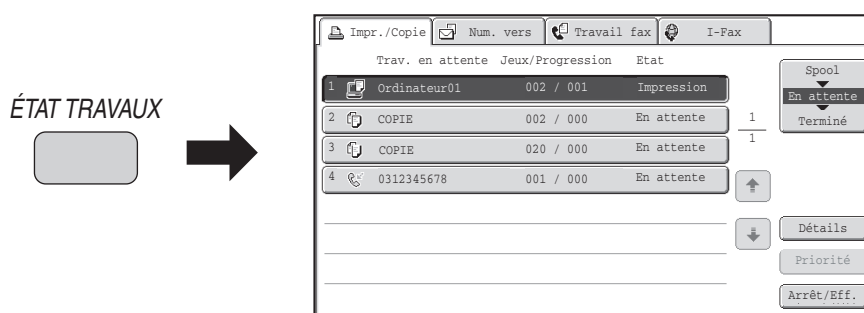 ÉTAT TRAVAUX
Impr./Copie Num. vers Travail fax I-Fax
Trav. en attente Jeux/Progression Etat
1 Ordinateur01 002 / 001 Impression
2 COPIE 002 / 000 En attente
3 COPIE 020 / 000 En attente
4 0312345678 001 / 000 En attente
1
1
Spool
En attente
Terminé
Détails
Priorité
Arrêt/Eff.